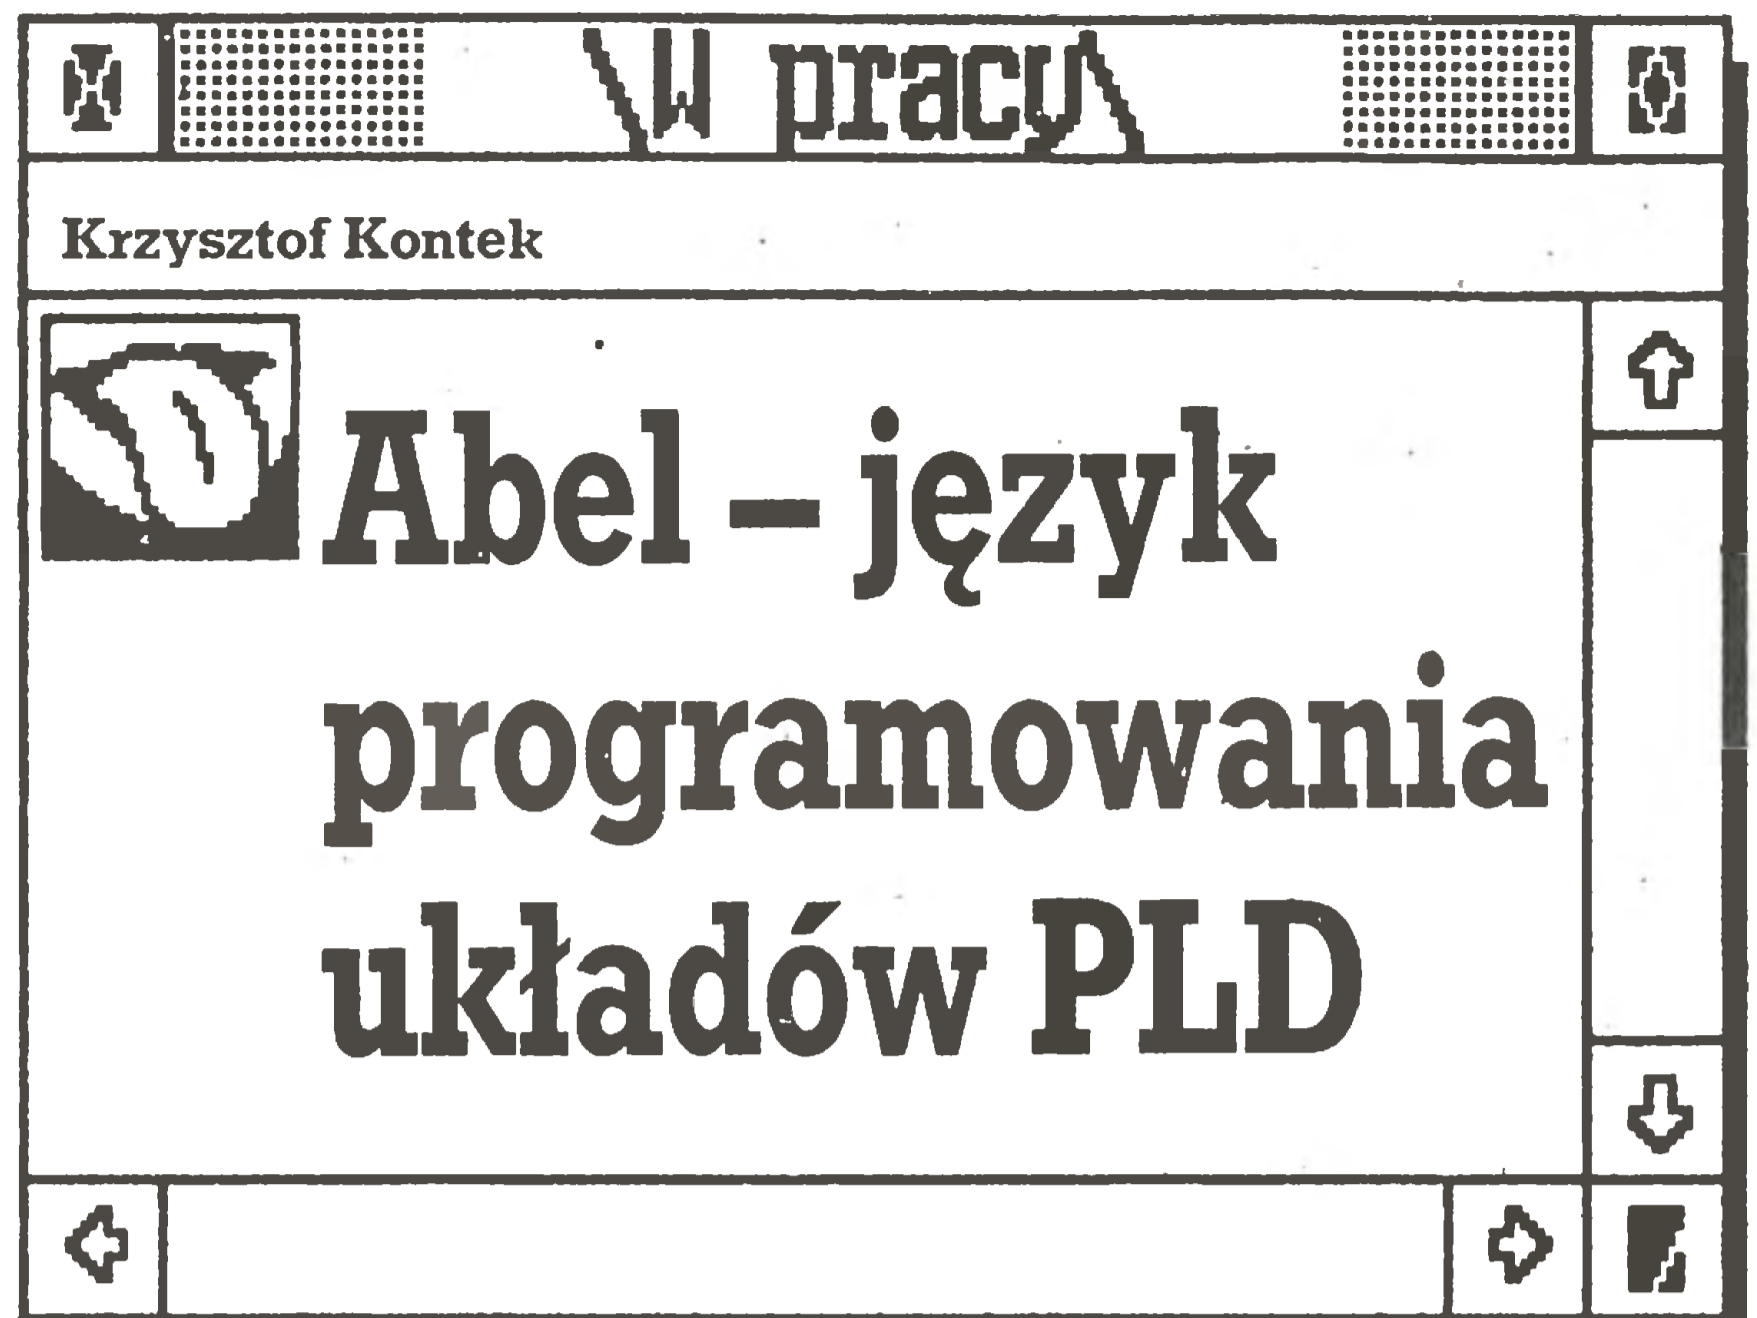 \W pracy\
Krzysztof Kontek
Abel – język
programowania
układów PLD